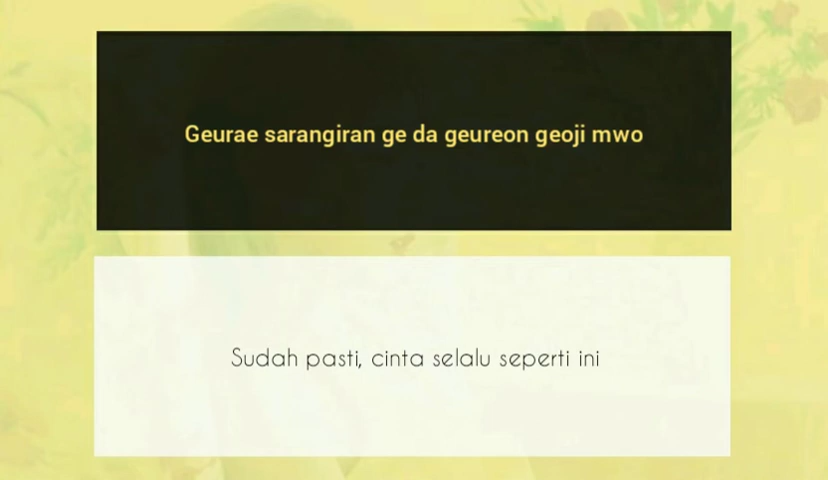 Geurae sarangiran ge da geureon geoji mwo
Sudah pasti, cinta selalu seperti ini